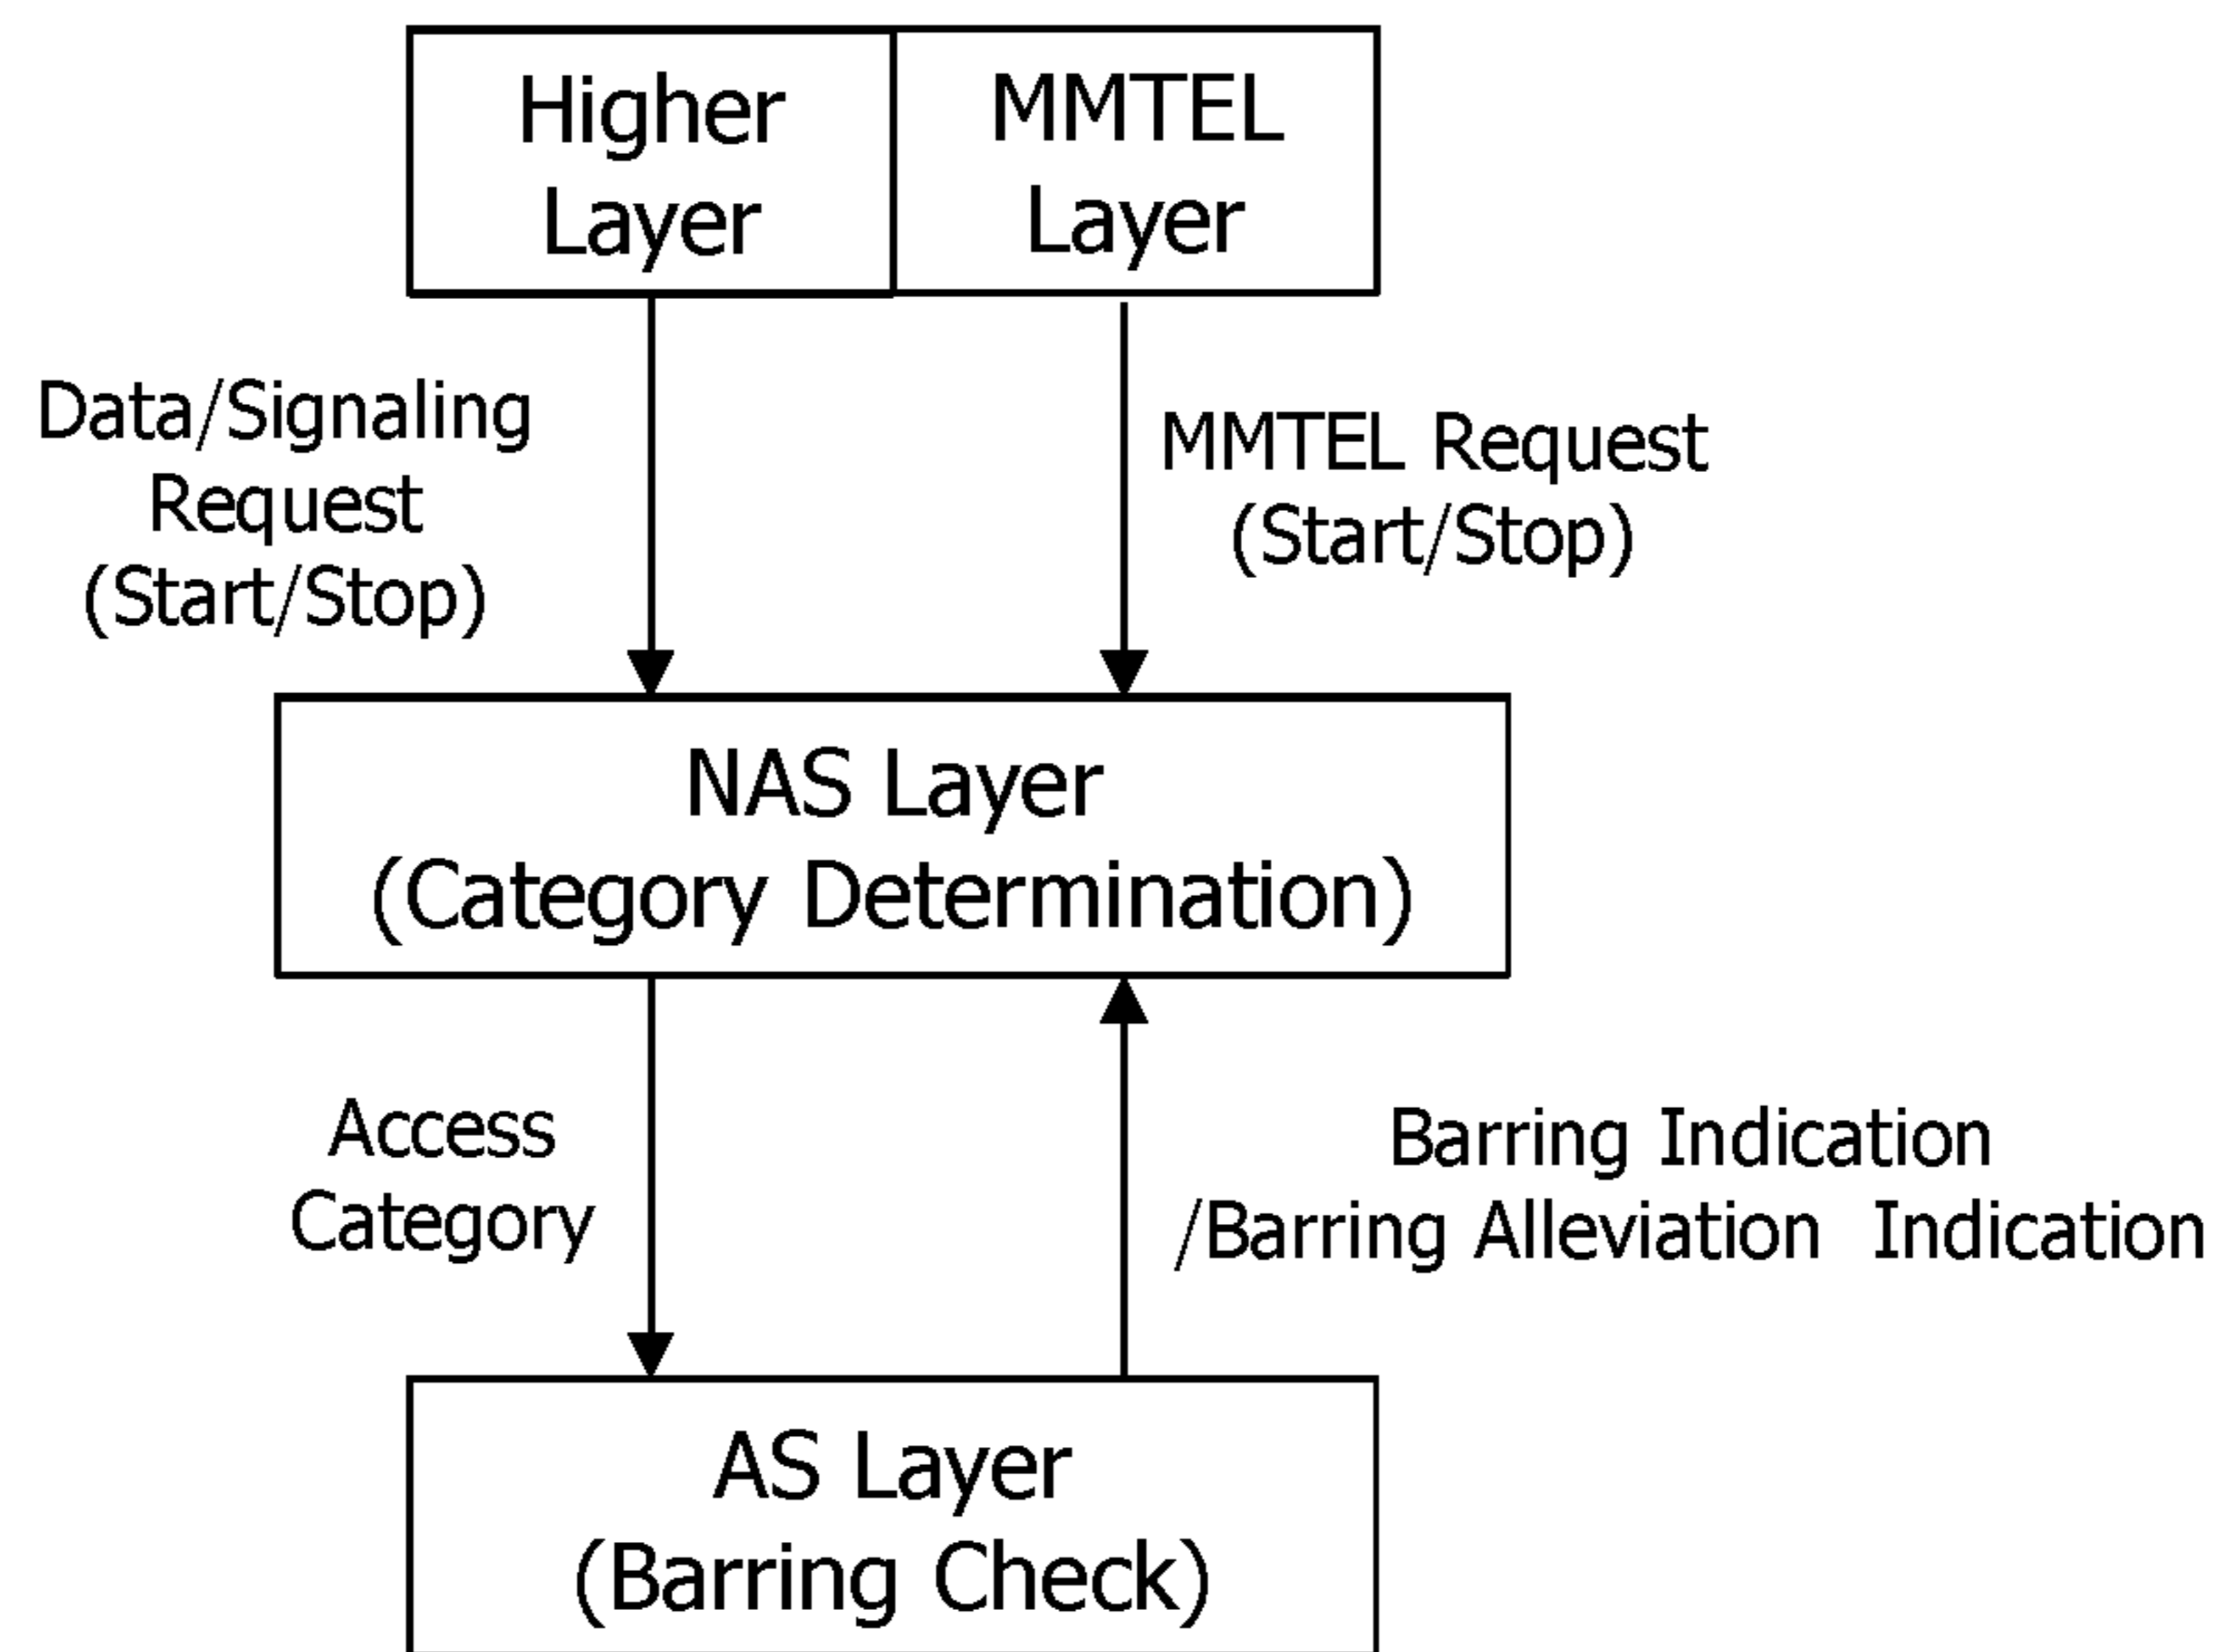 Higher
Layer
MMTEL
Layer
Data/Signaling
Request
(Start/Stop)
MMTEL Request
(Start/Stop)
NAS Layer
(Category Determination)
Access
Category
Barring Indication
/Barring Alleviation Indication
AS Layer
(Barring Check)